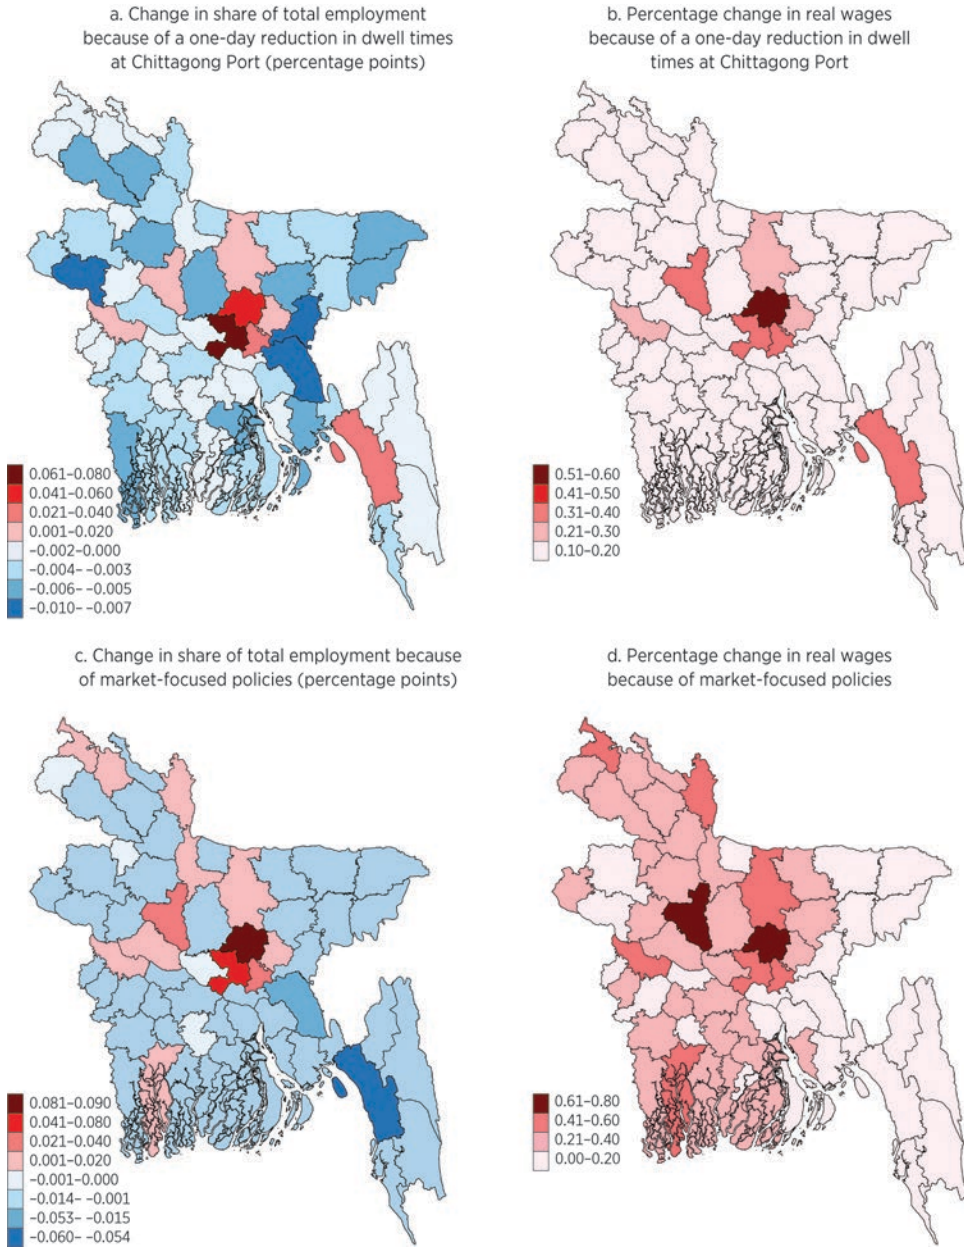 a. Change in share of total employment
because of a one-day reduction in dwell times
at Chittagong Port (percentage points)
b. Percentage change in real wages
because of a one-day reduction in dwell
times at Chittagong Port
0.061–0.080
0.041–0.060
0.021–0.040
0.001–0.020
–0.002–0.000
–0.004– –0.003
–0.006– –0.005
–0.010– –0.007
0.51–0.60
0.41–0.50
0.31–0.40
0.21–0.30
0.10–0.20
c. Change in share of total employment because
of market-focused policies (percentage points)
d. Percentage change in real wages
because of market-focused policies
0.081–0.090
0.041–0.080
0.021–0.040
0.001–0.020
–0.001–0.000
–0.014– –0.001
–0.053– –0.015
–0.060– –0.054
0.61–0.80
0.41–0.60
0.21–0.40
0.00–0.20